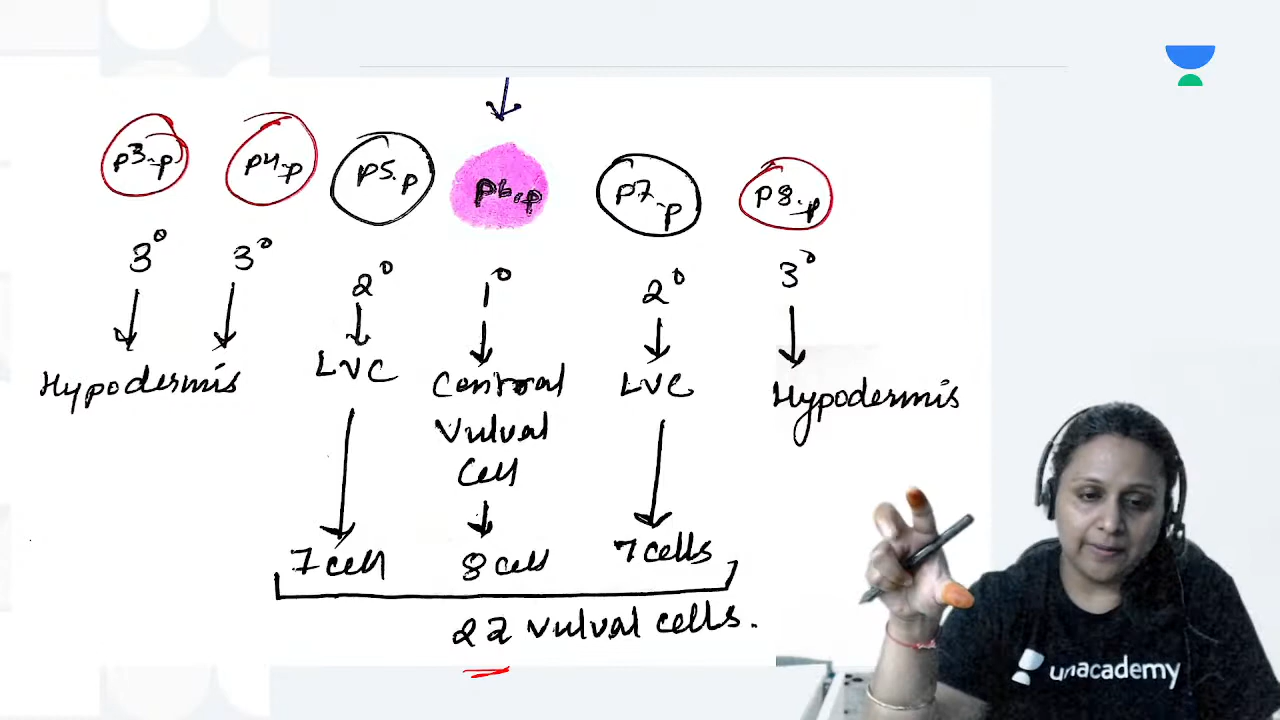 p3.p p4.p p5.p p6.p p7.p p8.p
3° 3° 2° 1° 2° 3°
Hypodermis LVC Central LVC Hypodermis
Vulval
Cell
7 cell 8 cell 7 cells
22 vulval cells.
unacademy